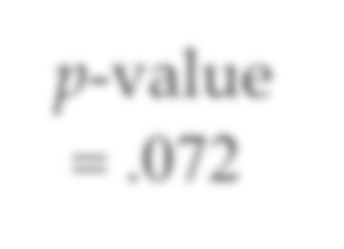 p-value
= .072